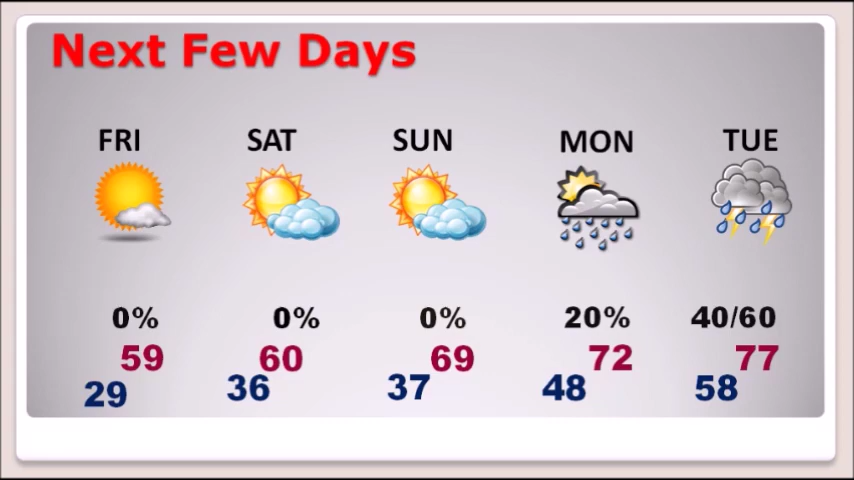 Next Few Days
FRI SAT SUN MON TUE
0% 0% 0% 20% 40/60
59 60 69 72 77
29 36 37 48 58